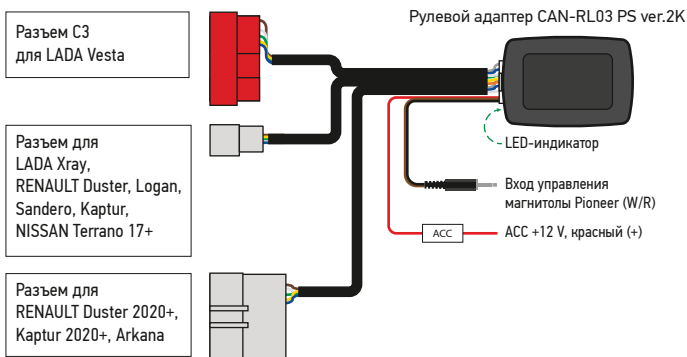 Рулевой адаптер CAN-RL03 PS ver.2K
Разъем C3
для LADA Vesta
Разъем для
LADA Xray,
RENAULT Duster, Logan,
Sandero, Kaptur,
NISSAN Terrano 17+
Разъем для
RENAULT Duster 2020+,
Kaptur 2020+, Arkana
LED-индикатор
Вход управления
магнитолы Pioneer (W/R)
ACC
ACC +12 V, красный (+)